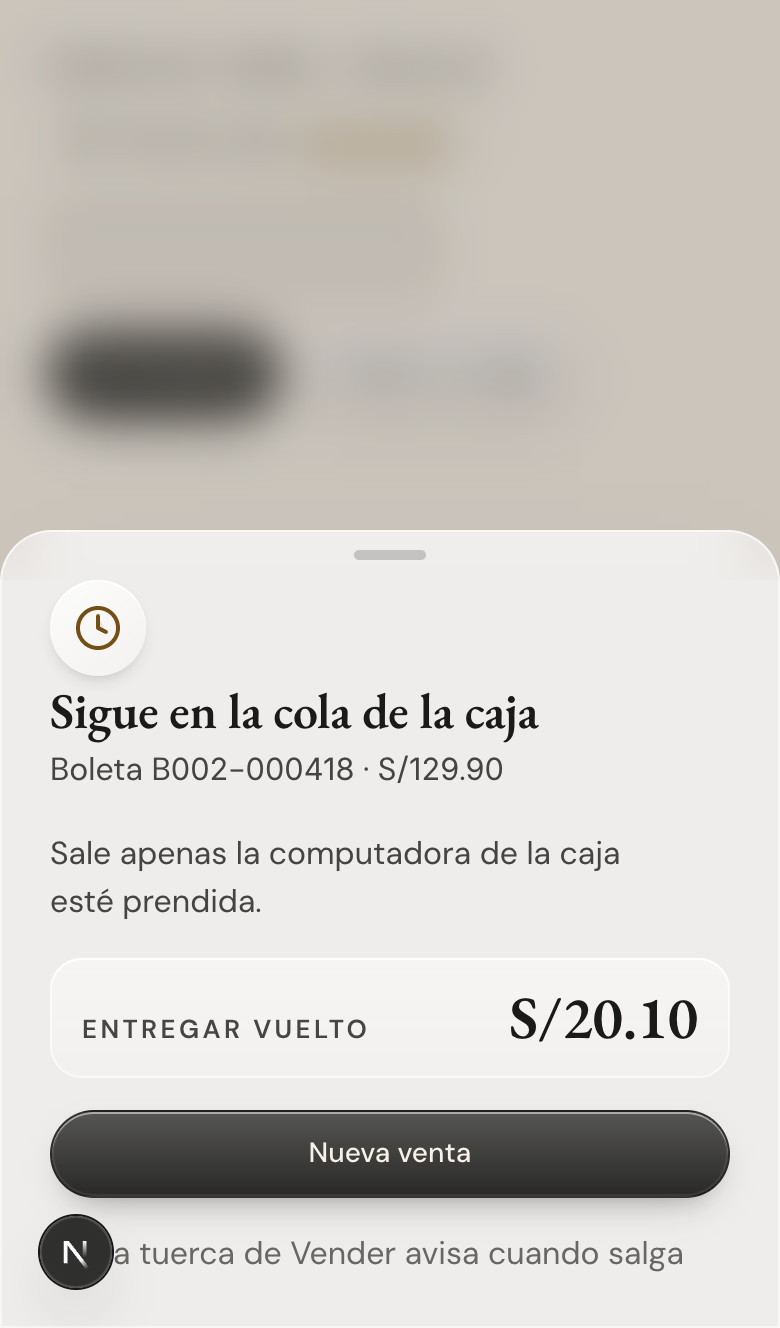 Sigue en la cola de la caja
Boleta B002-000418 · S/129.90
Sale apenas la computadora de la caja
esté prendida.
ENTREGAR VUELTO
S/20.10
Nueva venta
N
a tuerca de Vender avisa cuando salga